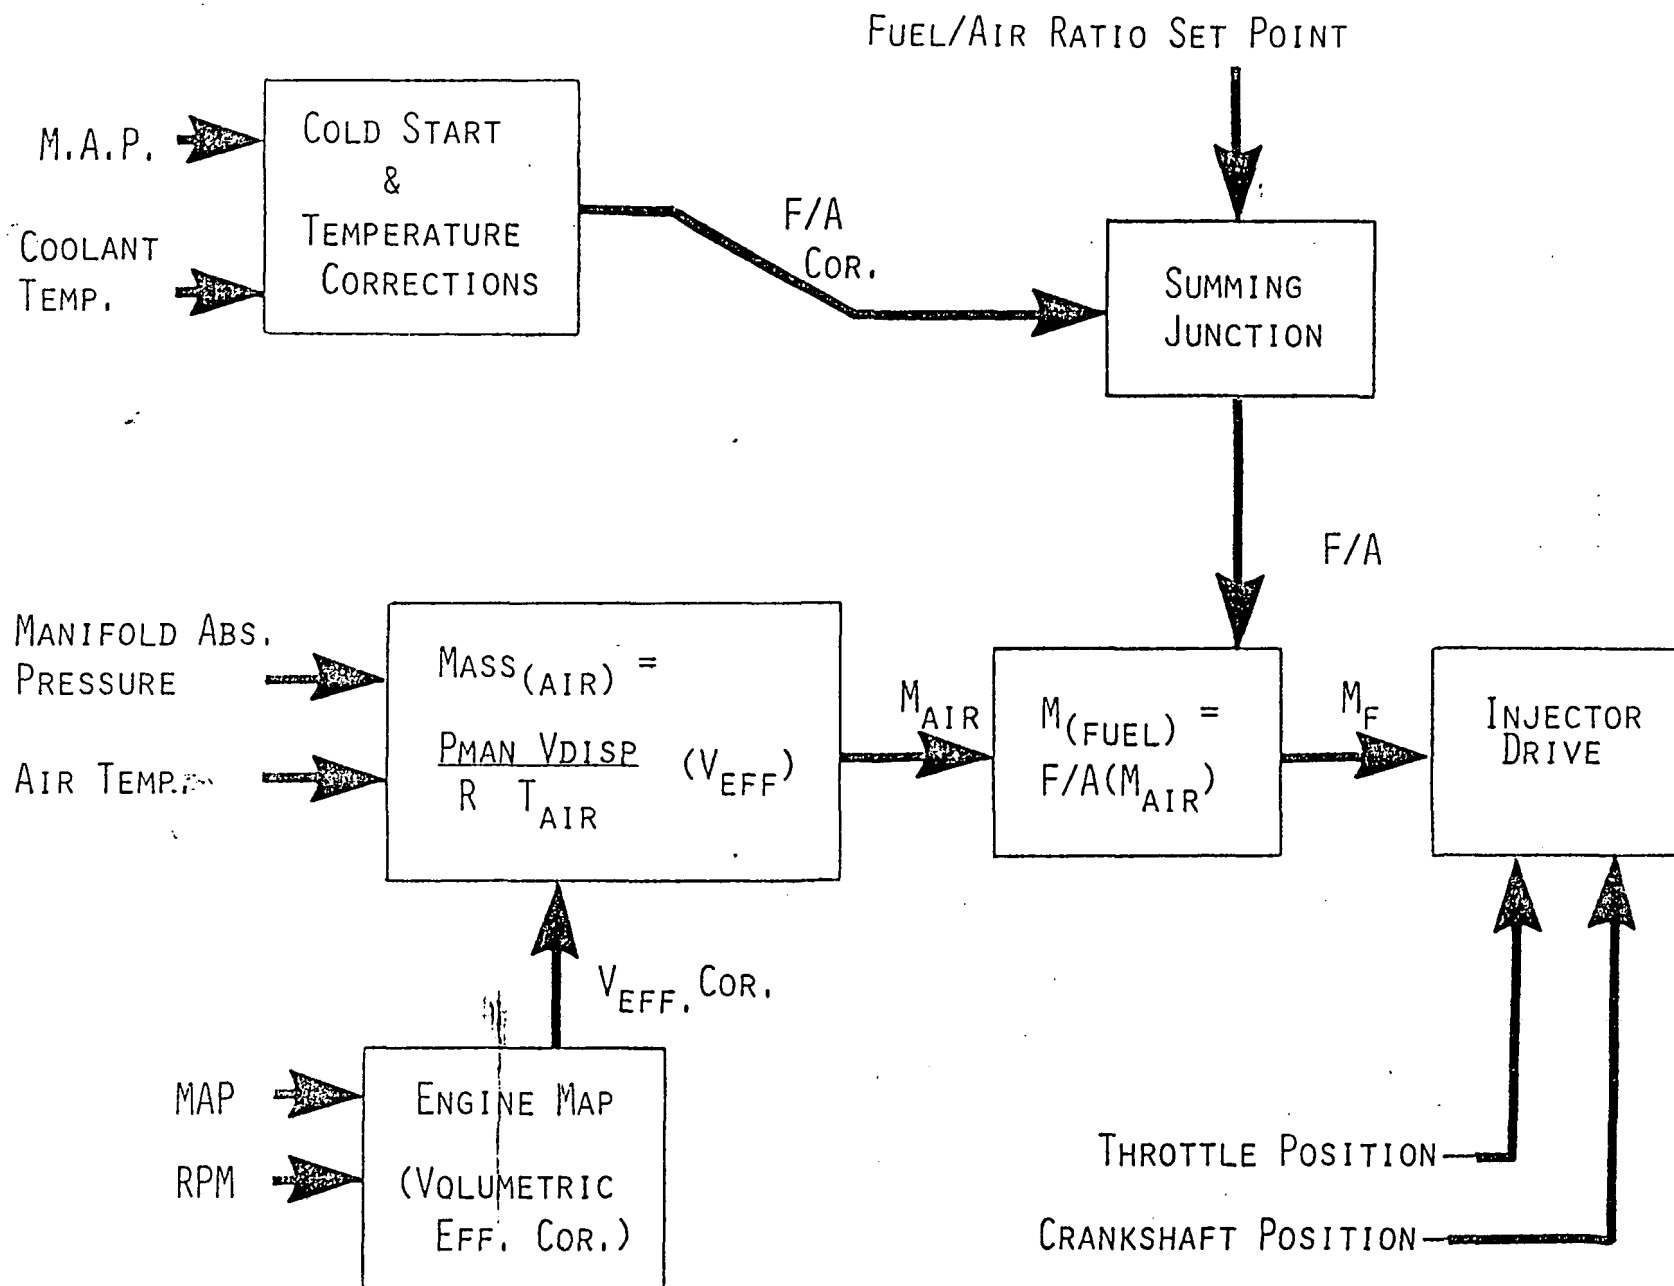 FUEL/AIR RATIO SET POINT
M.A.P.
COOLANT
TEMP.
COLD START
&
TEMPERATURE
CORRECTIONS
F/A
COR.
SUMMING
JUNCTION
F/A
MANIFOLD ABS.
PRESSURE
AIR TEMP.
MASS(AIR) =
PMAN VDISP
R TAIR
(VEFF)
MAIR
M(FUEL) =
F/A(MAIR)
MF
INJECTOR
DRIVE
VEFF. COR.
MAP
RPM
ENGINE MAP
(VOLUMETRIC
EFF. COR.)
THROTTLE POSITION
CRANKSHAFT POSITION